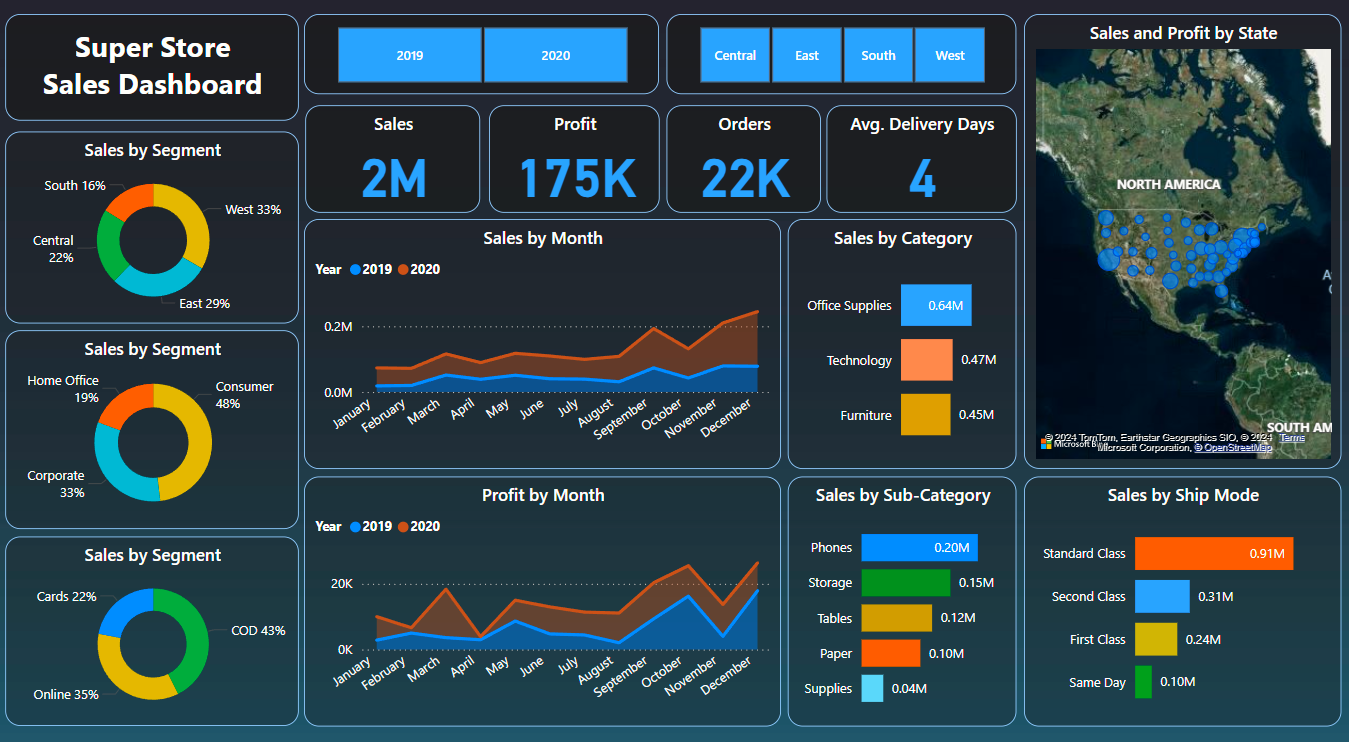 Super Store
Sales Dashboard
2019
2020
Central
East
South
West
Sales
2M
Profit
175K
Orders
22K
Avg. Delivery Days
4
Sales and Profit by State
NORTH AMERICA
SOUTH AM
© 2024 TomTom, Earthstar Geographics SIO, © 2024 Terms
Microsoft Corporation, © OpenStreetMap
Sales by Segment
South 16%
West 33%
Central
22%
East 29%
Sales by Segment
Home Office
19%
Consumer
48%
Corporate
33%
Sales by Segment
Cards 22%
COD 43%
Online 35%
Sales by Month
Year 2019 2020
0.2M
0.0M
January
February
March
April
May
June
July
August
September
October
November
December
Sales by Category
Office Supplies 0.64M
Technology 0.47M
Furniture 0.45M
Profit by Month
Year 2019 2020
20K
0K
January
February
March
April
May
June
July
August
September
October
November
December
Sales by Sub-Category
Phones 0.20M
Storage 0.15M
Tables 0.12M
Paper 0.10M
Supplies 0.04M
Sales by Ship Mode
Standard Class 0.91M
Second Class 0.31M
First Class 0.24M
Same Day 0.10M